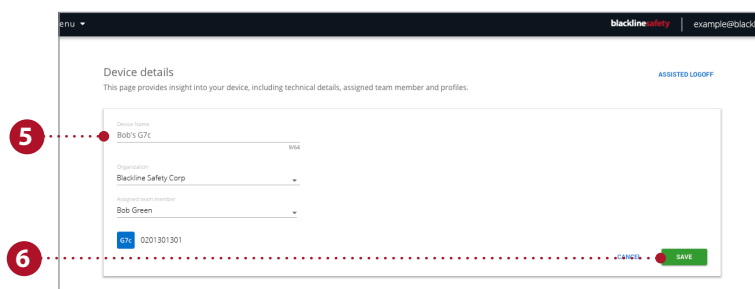 enu
blacklinesafety
example@blackl
Device details
ASSISTED LOGOFF
This page provides insight into your device, including technical details, assigned team member and profiles.
Device Name
5
Bob's G7c
9/64
Organization
Blackline Safety Corp
Assigned team member
Bob Green
G7c 0201301301
6
CANCEL
SAVE